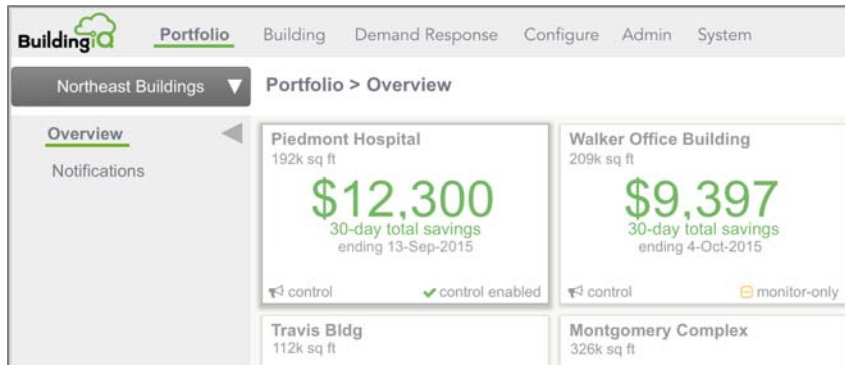 BuildingIQ
Portfolio
Building
Demand Response
Configure
Admin
System
Northeast Buildings
Portfolio > Overview
Overview
Notifications
Piedmont Hospital
192k sq ft
$12,300
30-day total savings
ending 13-Sep-2015
control
control enabled
Walker Office Building
209k sq ft
$9,397
30-day total savings
ending 4-Oct-2015
control
monitor-only
Travis Bldg
112k sq ft
Montgomery Complex
326k sq ft